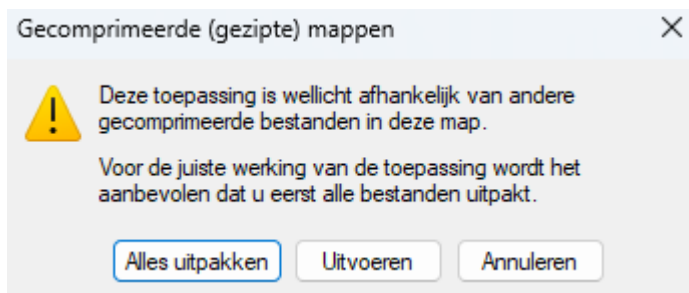 Gecomprimeerde (gezipte) mappen
Deze toepassing is wellicht afhankelijk van andere
gecomprimeerde bestanden in deze map.
Voor de juiste werking van de toepassing wordt het
aanbevolen dat u eerst alle bestanden uitpakt.
Alles uitpakken Uitvoeren Annuleren